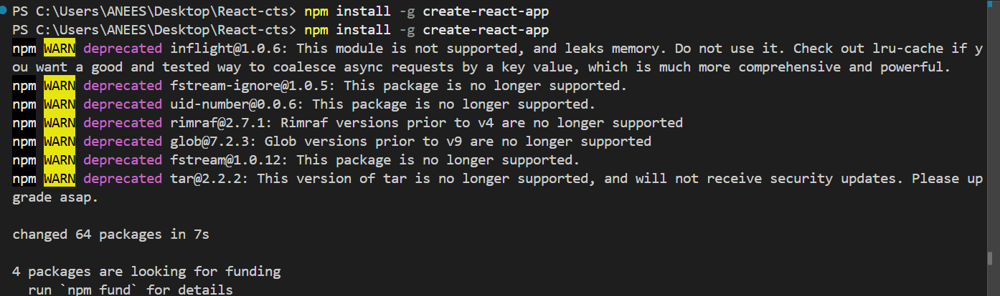 PS C:\Users\ANEES\Desktop\React-cts> npm install -g create-react-app
PS C:\Users\ANEES\Desktop\React-cts> npm install -g create-react-app
npm WARN deprecated inflight@1.0.6: This module is not supported, and leaks memory. Do not use it. Check out lru-cache if y
ou want a good and tested way to coalesce async requests by a key value, which is much more comprehensive and powerful.
npm WARN deprecated fstream-ignore@1.0.5: This package is no longer supported.
npm WARN deprecated uid-number@0.0.6: This package is no longer supported.
npm WARN deprecated rimraf@2.7.1: Rimraf versions prior to v4 are no longer supported
npm WARN deprecated glob@7.2.3: Glob versions prior to v9 are no longer supported
npm WARN deprecated fstream@1.0.12: This package is no longer supported.
npm WARN deprecated tar@2.2.2: This version of tar is no longer supported, and will not receive security updates. Please up
grade asap.
changed 64 packages in 7s
4 packages are looking for funding
  run `npm fund` for details